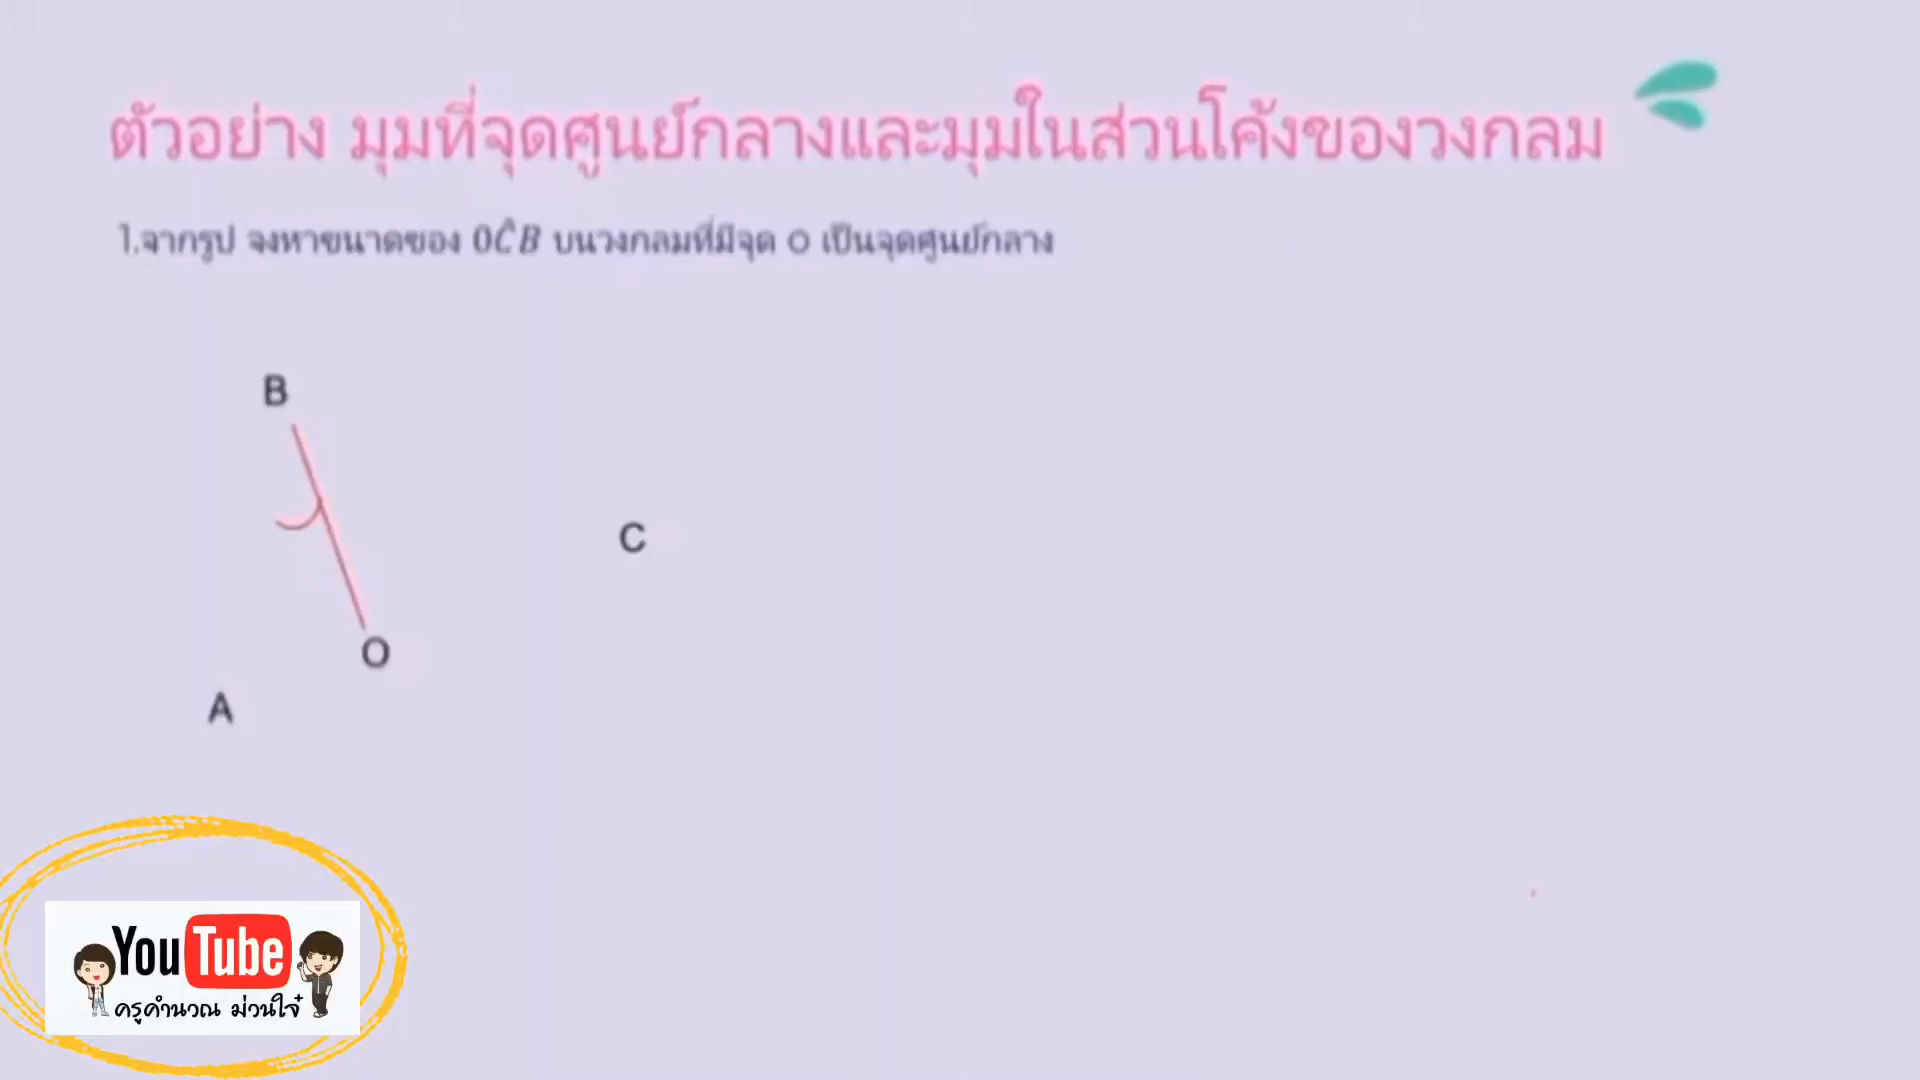 ตัวอย่าง มุมที่จุดศูนย์กลางและมุมในส่วนโค้งของวงกลม
1.จากรูป จงหาขนาดของ 0ĈB บนวงกลมที่มีจุด O เป็นจุดศูนย์กลาง
B
C
O
A
YouTube
ครูคำนวณ ม่วนใจ๋